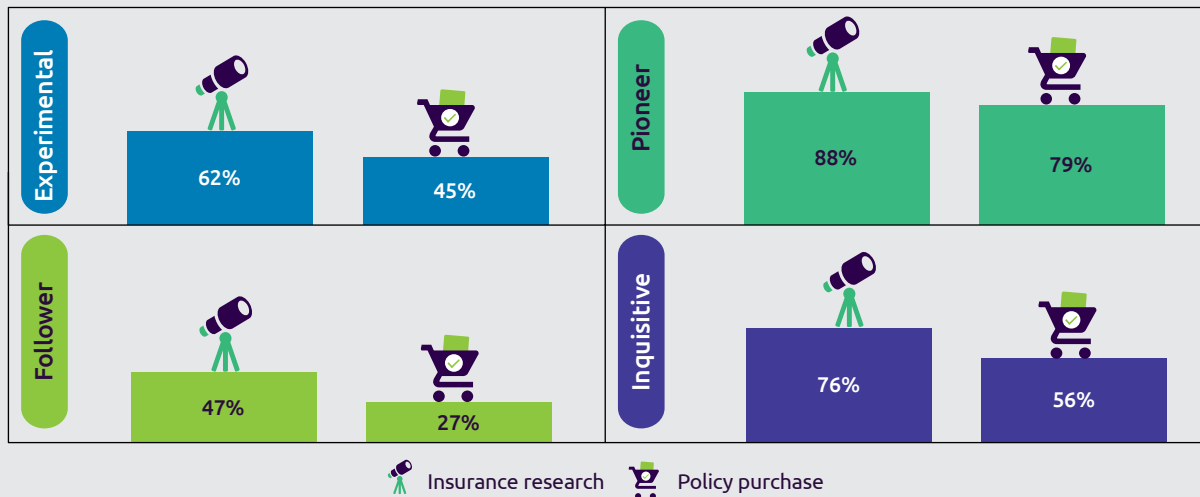 Experimental
62%
45%
Pioneer
88%
79%
Follower
47%
27%
Inquisitive
76%
56%
Insurance research
Policy purchase